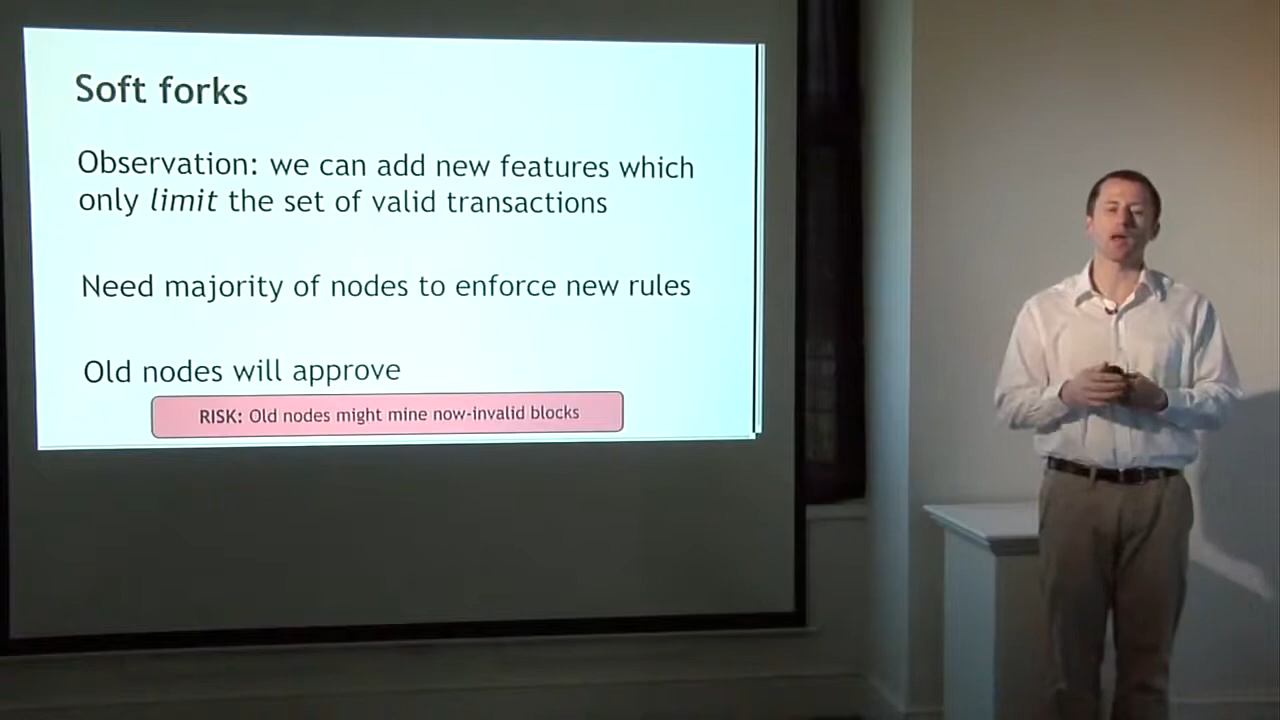 Soft forks
Observation: we can add new features which
only limit the set of valid transactions
Need majority of nodes to enforce new rules
Old nodes will approve
RISK: Old nodes might mine now-invalid blocks